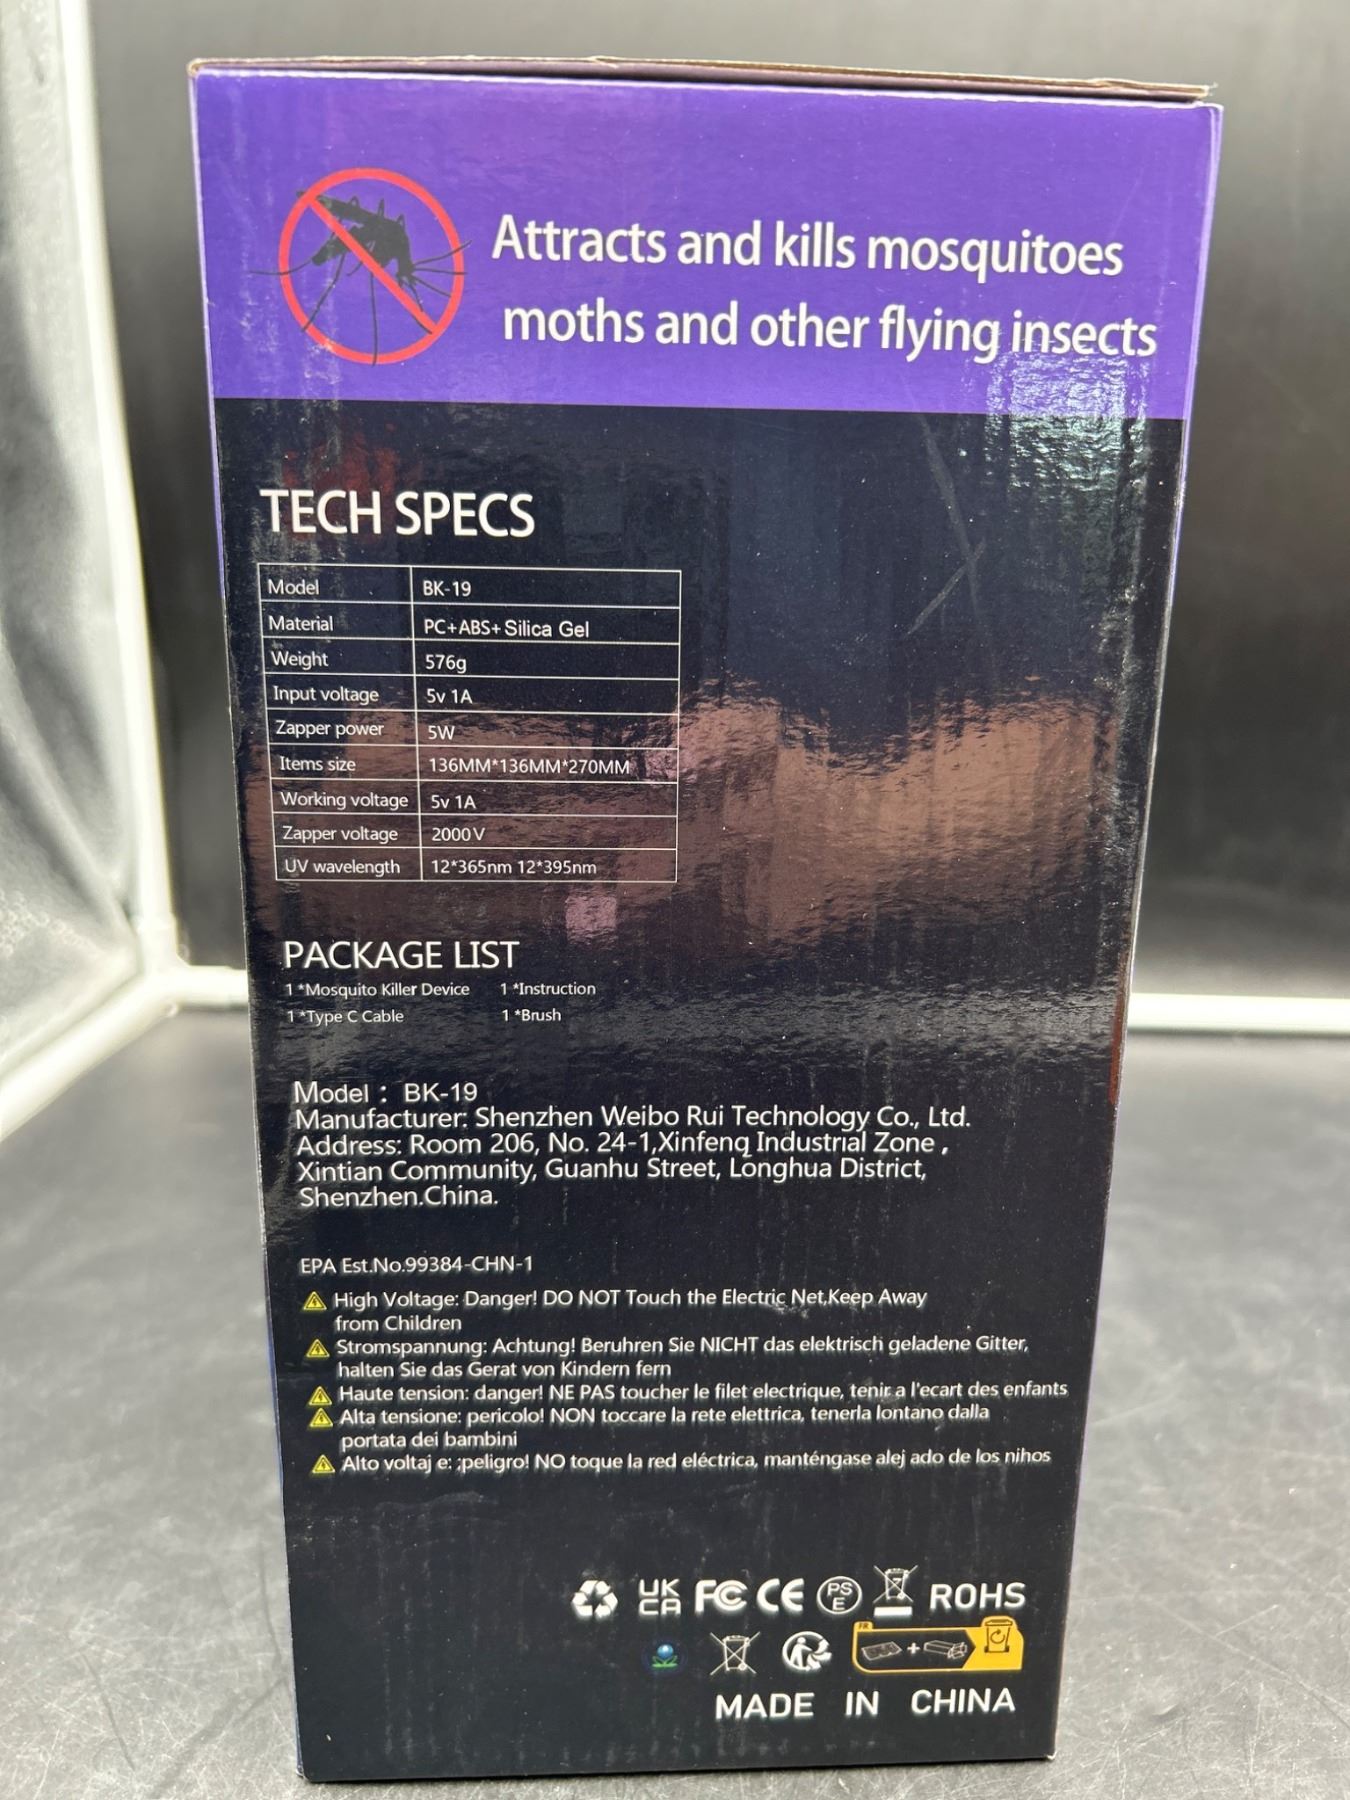 Attracts and kills mosquitoes
moths and other flying insects
TECH SPECS
Model BK-19
Material PC+ABS+Silica Gel
Weight 576g
Input voltage 5v 1A
Zapper power 5W
Items size 136MM*136MM*270MM
Working voltage 5v 1A
Zapper voltage 2000V
UV wavelength 12*365nm 12*395nm
PACKAGE LIST
1 *Mosquito Killer Device 1 *Instruction
1 *Type C Cable 1 *Brush
Model： BK-19
Manufacturer: Shenzhen Weibo Rui Technology Co., Ltd.
Address: Room 206, No. 24-1,Xinfenq Industrial Zone ,
Xintian Community, Guanhu Street, Longhua District,
Shenzhen.China.
EPA Est.No.99384-CHN-1
High Voltage: Danger! DO NOT Touch the Electric Net,Keep Away
from Children
Stromspannung: Achtung! Beruhren Sie NICHT das elektrisch geladene Gitter,
halten Sie das Gerat von Kindern fern
Haute tension: danger! NE PAS toucher le filet electrique, tenir a l'ecart des enfants
Alta tensione: pericolo! NON toccare la rete elettrica, tenerla lontano dalla
portata dei bambini
Alto voltaj e: ;peligro! NO toque la red eléctrica, manténgase alej ado de los nihos
UK CA FC CE PS E ROHS
FR
MADE IN CHINA